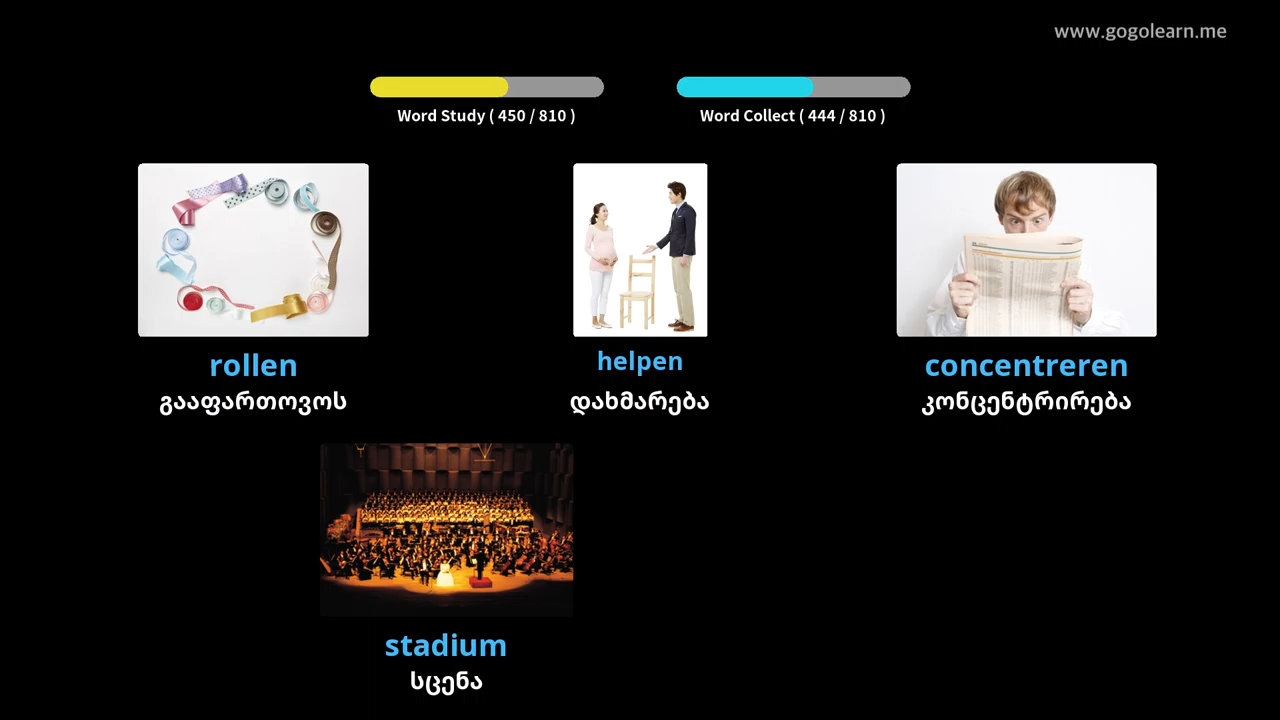 www.gogolearn.me
Word Study ( 450 / 810 )
Word Collect ( 444 / 810 )
rollen
გააფართოვოს
helpen
დახმარება
concentreren
კონცენტრირება
stadium
სცენა